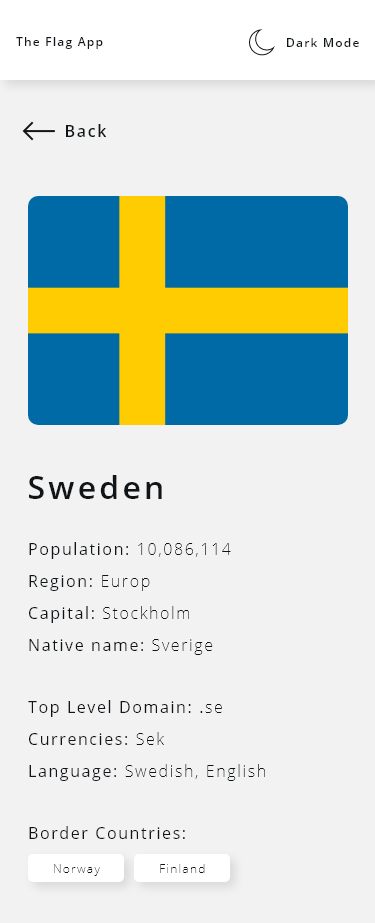 The Flag App
Dark Mode
Back
Sweden
Population: 10,086,114
Region: Europ
Capital: Stockholm
Native name: Sverige
Top Level Domain: .se
Currencies: Sek
Language: Swedish, English
Border Countries:
Norway
Finland